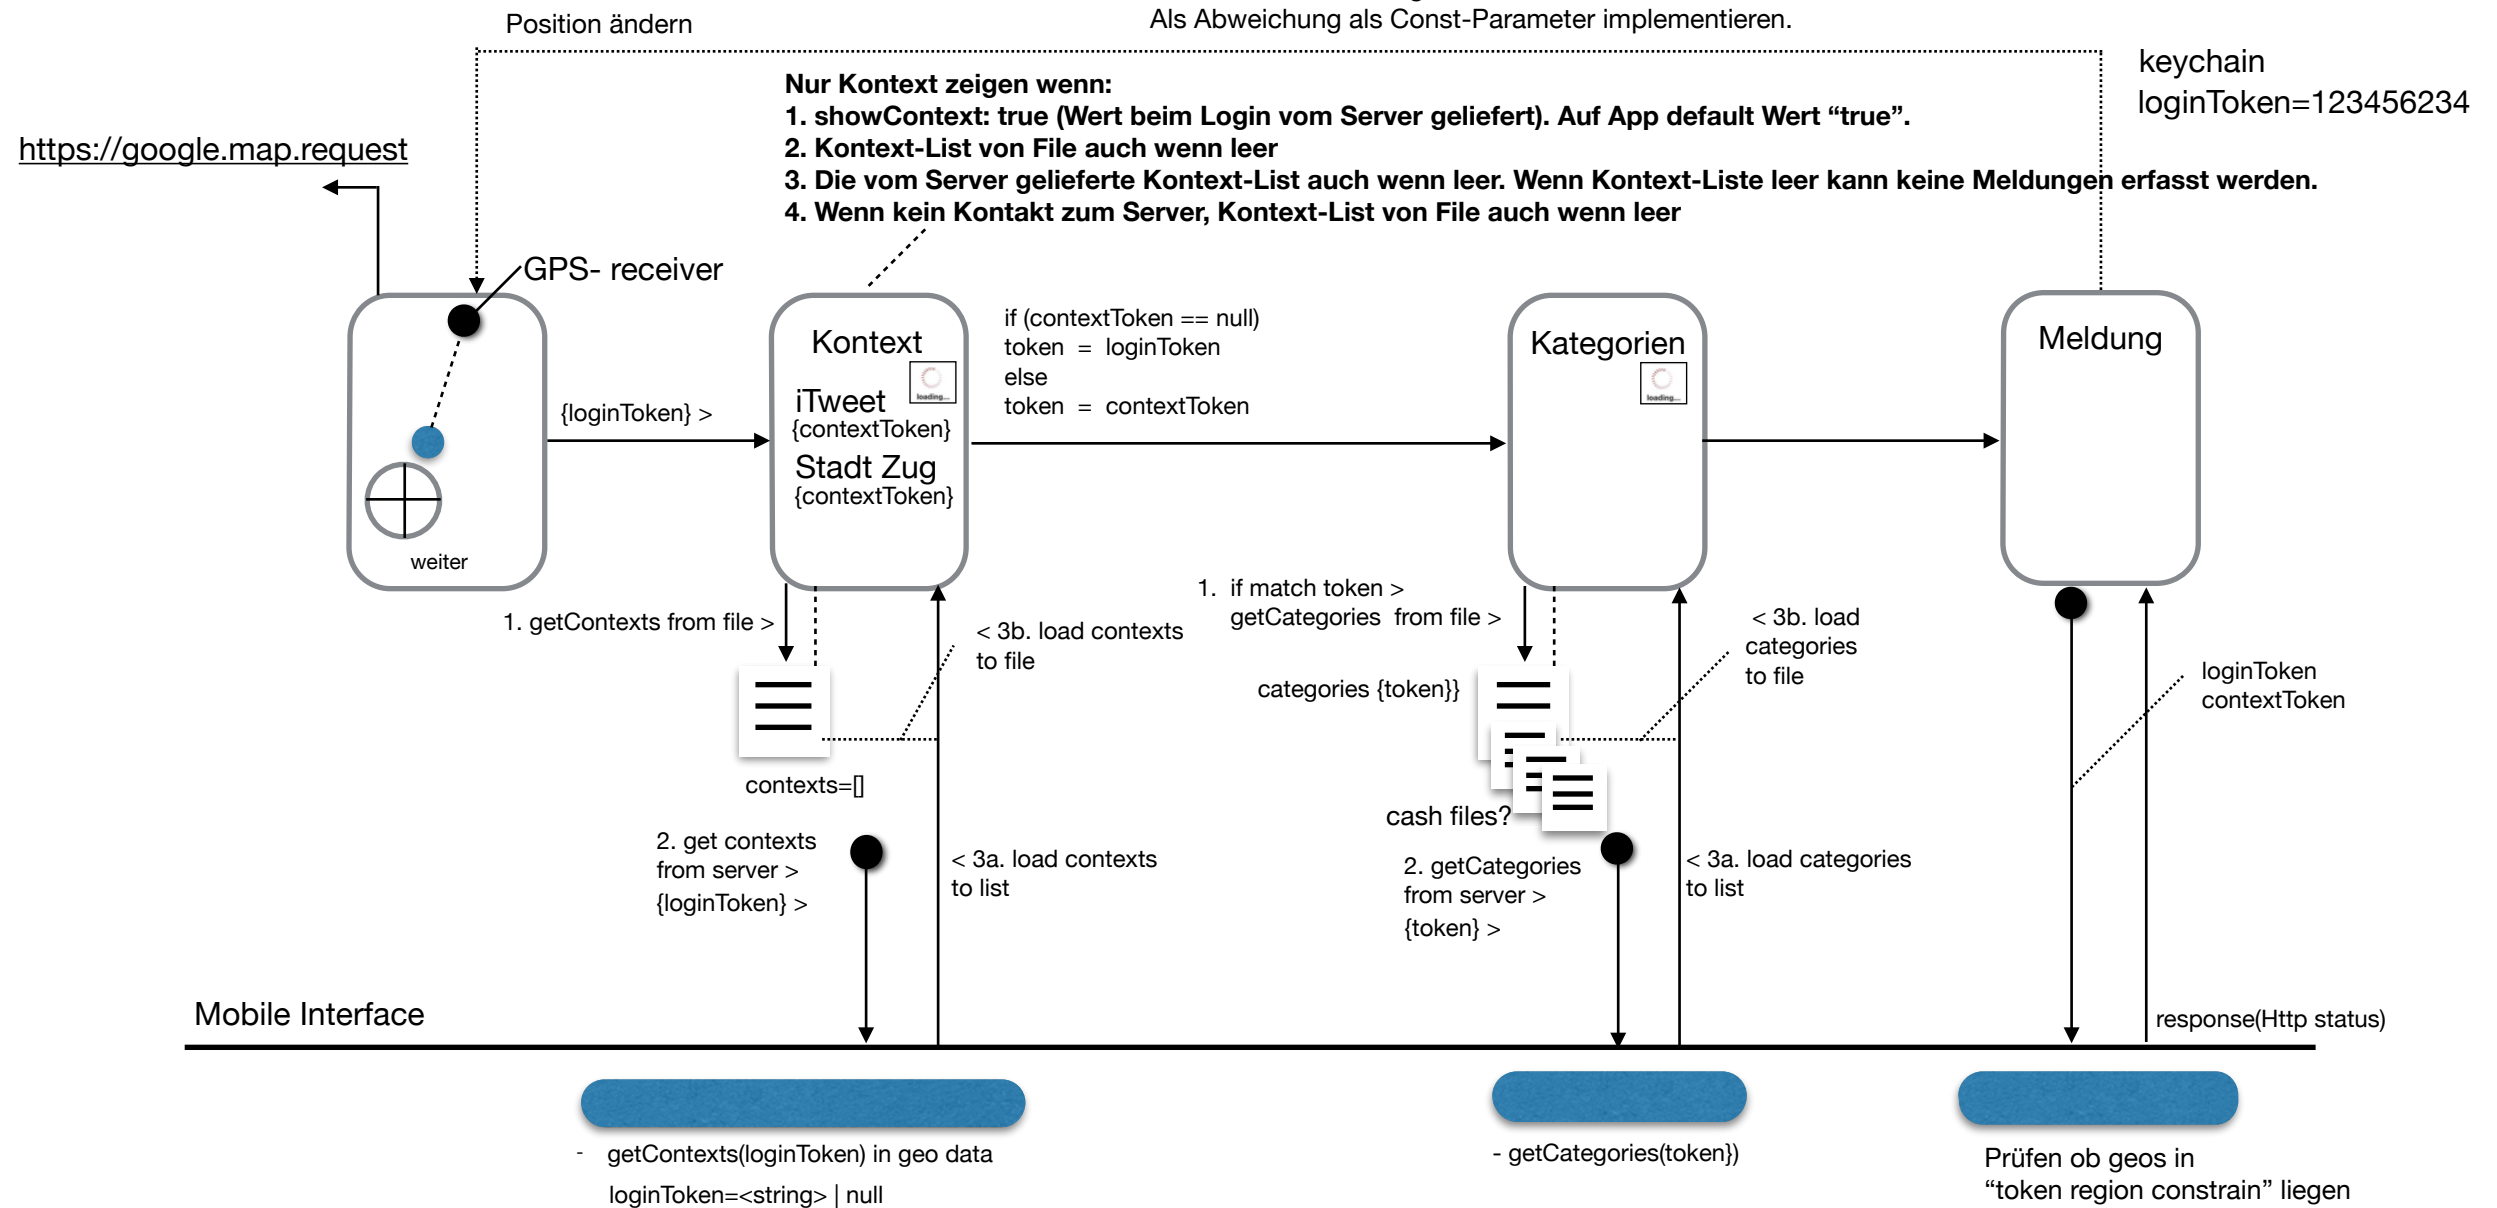 Position ändern
Als Abweichung als Const-Parameter implementieren.
keychain
loginToken=123456234
Nur Kontext zeigen wenn:
1. showContext: true (Wert beim Login vom Server geliefert). Auf App default Wert “true”.
2. Kontext-List von File auch wenn leer
3. Die vom Server gelieferte Kontext-List auch wenn leer. Wenn Kontext-Liste leer kann keine Meldungen erfasst werden.
4. Wenn kein Kontakt zum Server, Kontext-List von File auch wenn leer
https://google.map.request
GPS- receiver
weiter
{loginToken} >
Kontext
loading...
iTweet
{contextToken}
Stadt Zug
{contextToken}
if (contextToken == null)
token = loginToken
else
token = contextToken
Kategorien
loading...
Meldung
1. getContexts from file >
< 3b. load contexts
to file
contexts=[]
2. get contexts
from server >
{loginToken} >
< 3a. load contexts
to list
1. if match token >
getCategories from file >
categories {token}}
< 3b. load
categories
to file
cash files?
2. getCategories
from server >
{token} >
< 3a. load categories
to list
loginToken
contextToken
Mobile Interface
response(Http status)
- getContexts(loginToken) in geo data
loginToken=<string> | null
- getCategories(token})
Prüfen ob geos in
“token region constrain” liegen